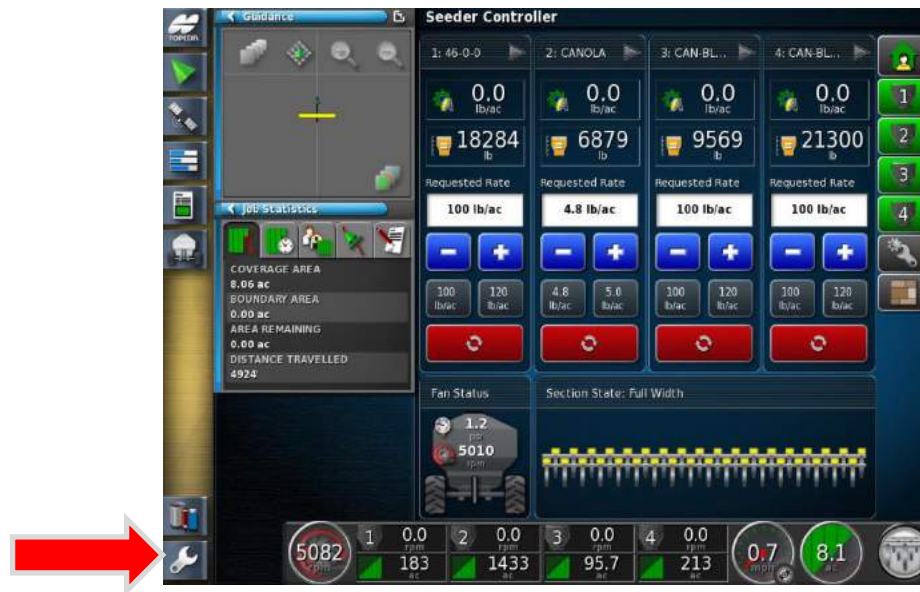 TOPCON
Guidance
Seeder Controller
1: 46-0-0
2: CANOLA
3: CAN-BL...
4: CAN-BL...
0.0
lb/ac
0.0
lb/ac
0.0
lb/ac
0.0
lb/ac
18284
lb
6879
lb
9569
lb
21300
lb
Requested Rate
Requested Rate
Requested Rate
Requested Rate
100 lb/ac
4.8 lb/ac
100 lb/ac
100 lb/ac
100
lb/ac
120
lb/ac
4.8
lb/ac
5.0
lb/ac
100
lb/ac
120
lb/ac
100
lb/ac
120
lb/ac
1
2
3
4
Job Statistics
COVERAGE AREA
8.06 ac
BOUNDARY AREA
0.00 ac
AREA REMAINING
0.00 ac
DISTANCE TRAVELLED
4924'
Fan Status
1.2
psi
5010
rpm
Section State: Full Width
5082
rpm
1
0.0
rpm
183
ac
2
0.0
rpm
1433
ac
3
0.0
rpm
95.7
ac
4
0.0
rpm
213
ac
0.7
mph
8.1
ac